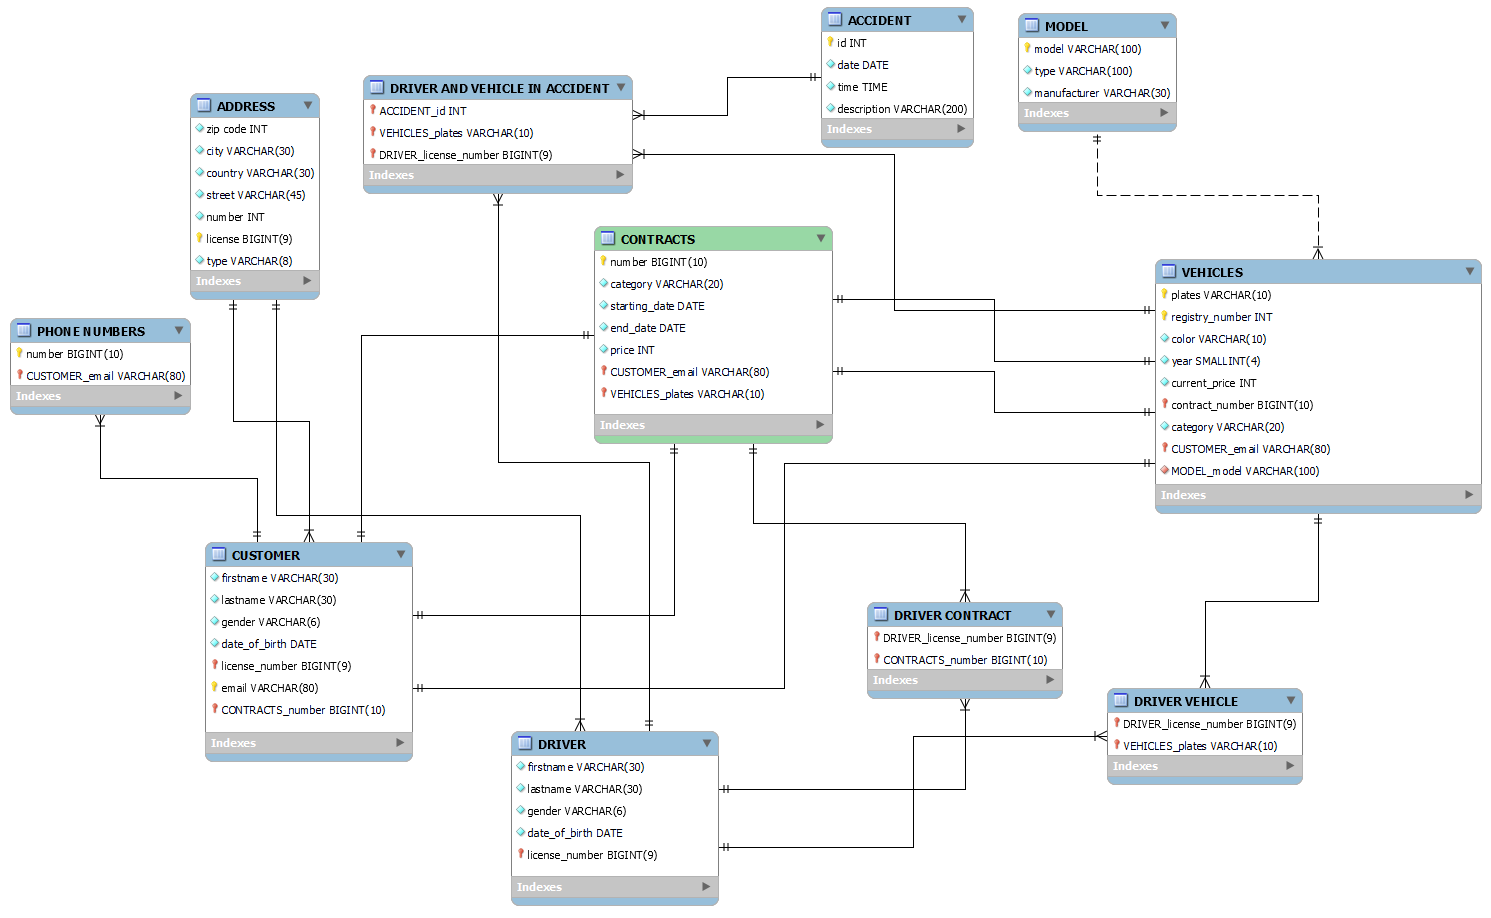 ACCIDENT
id INT
date DATE
time TIME
description VARCHAR(200)
Indexes
MODEL
model VARCHAR(100)
type VARCHAR(100)
manufacturer VARCHAR(30)
Indexes
DRIVER AND VEHICLE IN ACCIDENT
ACCIDENT_id INT
VEHICLES_plates VARCHAR(10)
DRIVER_license_number BIGINT(9)
Indexes
ADDRESS
zip code INT
city VARCHAR(30)
country VARCHAR(30)
street VARCHAR(45)
number INT
license BIGINT(9)
type VARCHAR(8)
Indexes
CONTRACTS
number BIGINT(10)
category VARCHAR(20)
starting_date DATE
end_date DATE
price INT
CUSTOMER_email VARCHAR(80)
VEHICLES_plates VARCHAR(10)
Indexes
VEHICLES
plates VARCHAR(10)
registry_number INT
color VARCHAR(10)
year SMALLINT(4)
current_price INT
contract_number BIGINT(10)
category VARCHAR(20)
CUSTOMER_email VARCHAR(80)
MODEL_model VARCHAR(100)
Indexes
PHONE NUMBERS
number BIGINT(10)
CUSTOMER_email VARCHAR(80)
Indexes
CUSTOMER
firstname VARCHAR(30)
lastname VARCHAR(30)
gender VARCHAR(6)
date_of_birth DATE
license_number BIGINT(9)
email VARCHAR(80)
CONTRACTS_number BIGINT(10)
Indexes
DRIVER CONTRACT
DRIVER_license_number BIGINT(9)
CONTRACTS_number BIGINT(10)
Indexes
DRIVER VEHICLE
DRIVER_license_number BIGINT(9)
VEHICLES_plates VARCHAR(10)
Indexes
DRIVER
firstname VARCHAR(30)
lastname VARCHAR(30)
gender VARCHAR(6)
date_of_birth DATE
license_number BIGINT(9)
Indexes